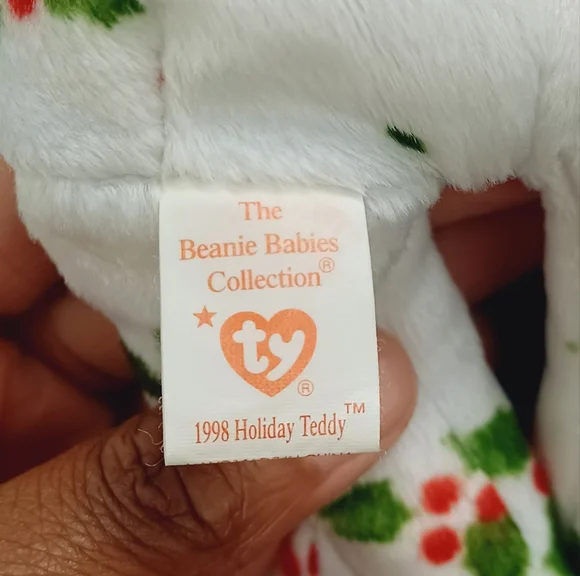 The
Beanie Babies
Collection®
ty®
1998 Holiday Teddy™